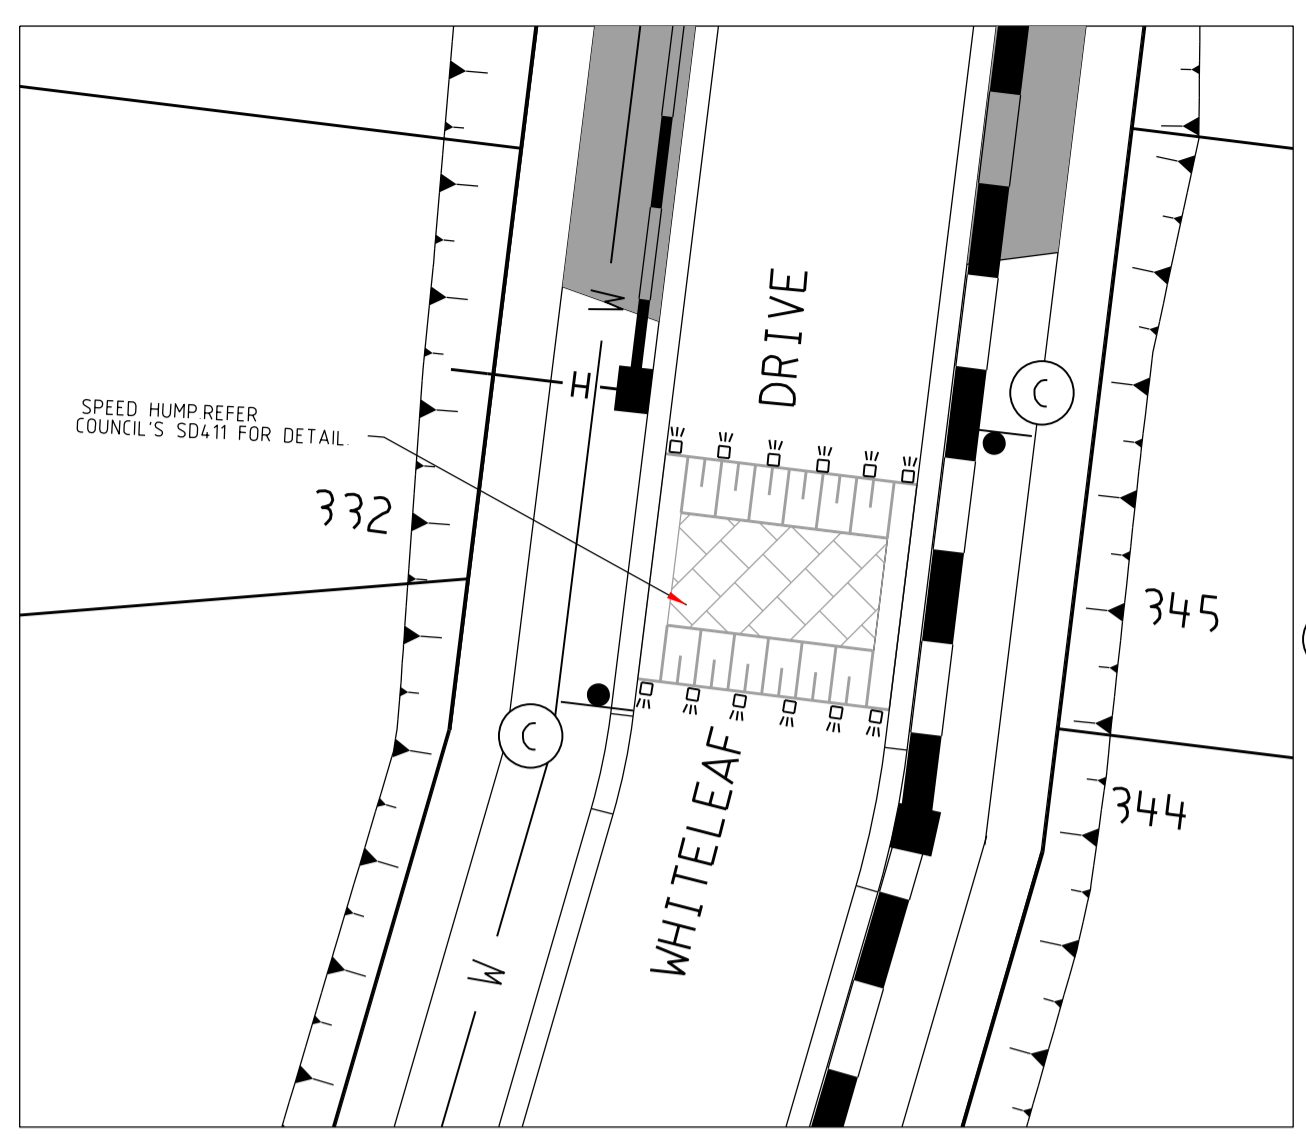 DRIVE
W
H
C
SPEED HUMP.REFER
COUNCIL'S SD411 FOR DETAIL.
332
345
C
344
WHITELEAF
W